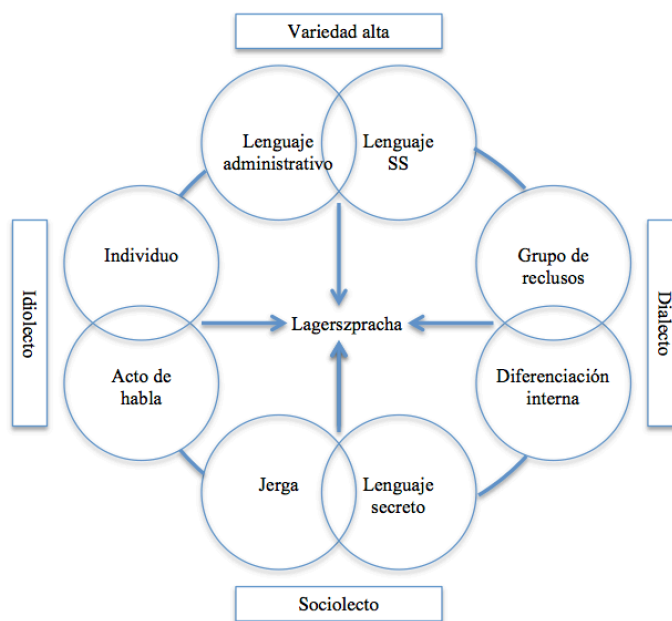 Variedad alta
Lenguaje
administrativo
Lenguaje
SS
Individuo
Grupo de
reclusos
Idiolecto
Lagerszpracha
Dialecto
Acto de
habla
Diferenciación
interna
Jerga
Lenguaje
secreto
Sociolecto